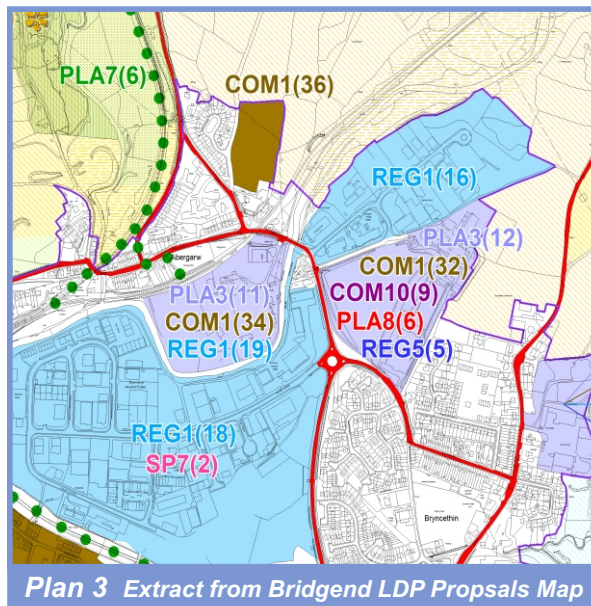 PLA7(6)
COM1(36)
REG1(16)
PLA3(12)
Abergarw
COM1(32)
PLA3(11)
COM10(9)
COM1(34)
PLA8(6)
REG1(19)
REG5(5)
REG1(18)
SP7(2)
Bryncethin
Plan 3 Extract from Bridgend LDP Propsals Map